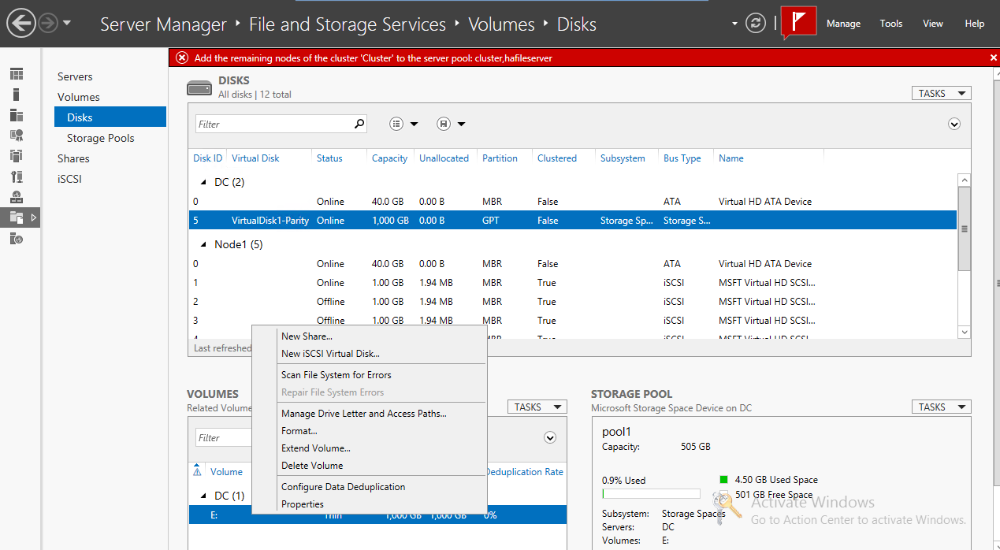 Server Manager ‣ File and Storage Services ‣ Volumes ‣ Disks
Manage Tools View Help
Add the remaining nodes of the cluster 'Cluster' to the server pool: cluster,hafileserver
Servers
Volumes
Disks
Storage Pools
Shares
iSCSI
DISKS
All disks | 12 total
TASKS
Filter
Disk ID Virtual Disk Status Capacity Unallocated Partition Clustered Subsystem Bus Type Name
DC (2)
0 Online 40.0 GB 0.00 B MBR False ATA Virtual HD ATA Device
5 VirtualDisk1-Parity Online 1,000 GB 0.00 B GPT False Storage Sp... Storage S...
Node1 (5)
0 Online 40.0 GB 0.00 B MBR False ATA Virtual HD ATA Device
1 Online 1.00 GB 1.94 MB MBR True iSCSI MSFT Virtual HD SCSI...
2 Offline 1.00 GB 1.94 MB MBR True iSCSI MSFT Virtual HD SCSI...
3 Offline 1.00 GB 1.94 MB MBR True iSCSI MSFT Virtual HD SCSI...
4 MBR True iSCSI MSFT Virtual HD SCSI...
Last refreshed
New Share...
New iSCSI Virtual Disk...
Scan File System for Errors
Repair File System Errors
Manage Drive Letter and Access Paths...
Format...
Extend Volume...
Delete Volume
Configure Data Deduplication
Properties
VOLUMES
Related Volume
TASKS
Filter
Volume Deduplication Rate
DC (1)
E: Thin 1,000 GB 1,000 GB 0%
STORAGE POOL
Microsoft Storage Space Device on DC
TASKS
pool1
Capacity: 505 GB
0.9% Used
4.50 GB Used Space
501 GB Free Space
Subsystem: Storage Spaces
Servers: DC
Volumes: E:
Activate Windows
Go to Action Center to activate Windows.